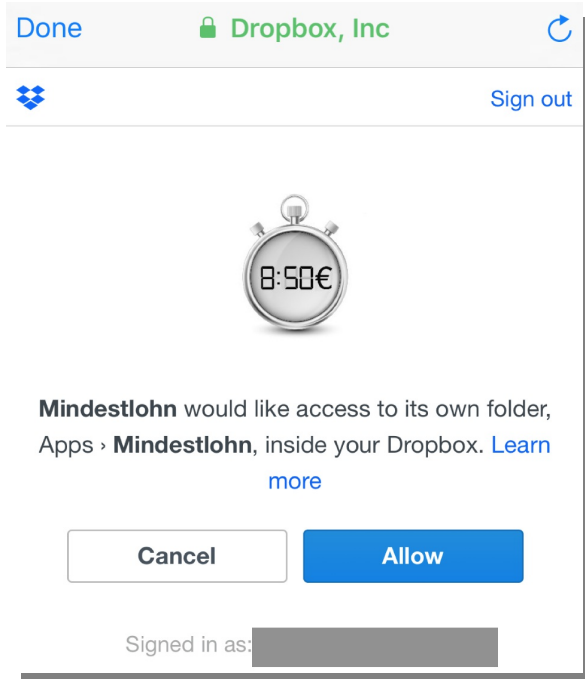 Done Dropbox, Inc
Sign out
8:50€
Mindestlohn would like access to its own folder,
Apps › Mindestlohn, inside your Dropbox. Learn
more
Cancel Allow
Signed in as: